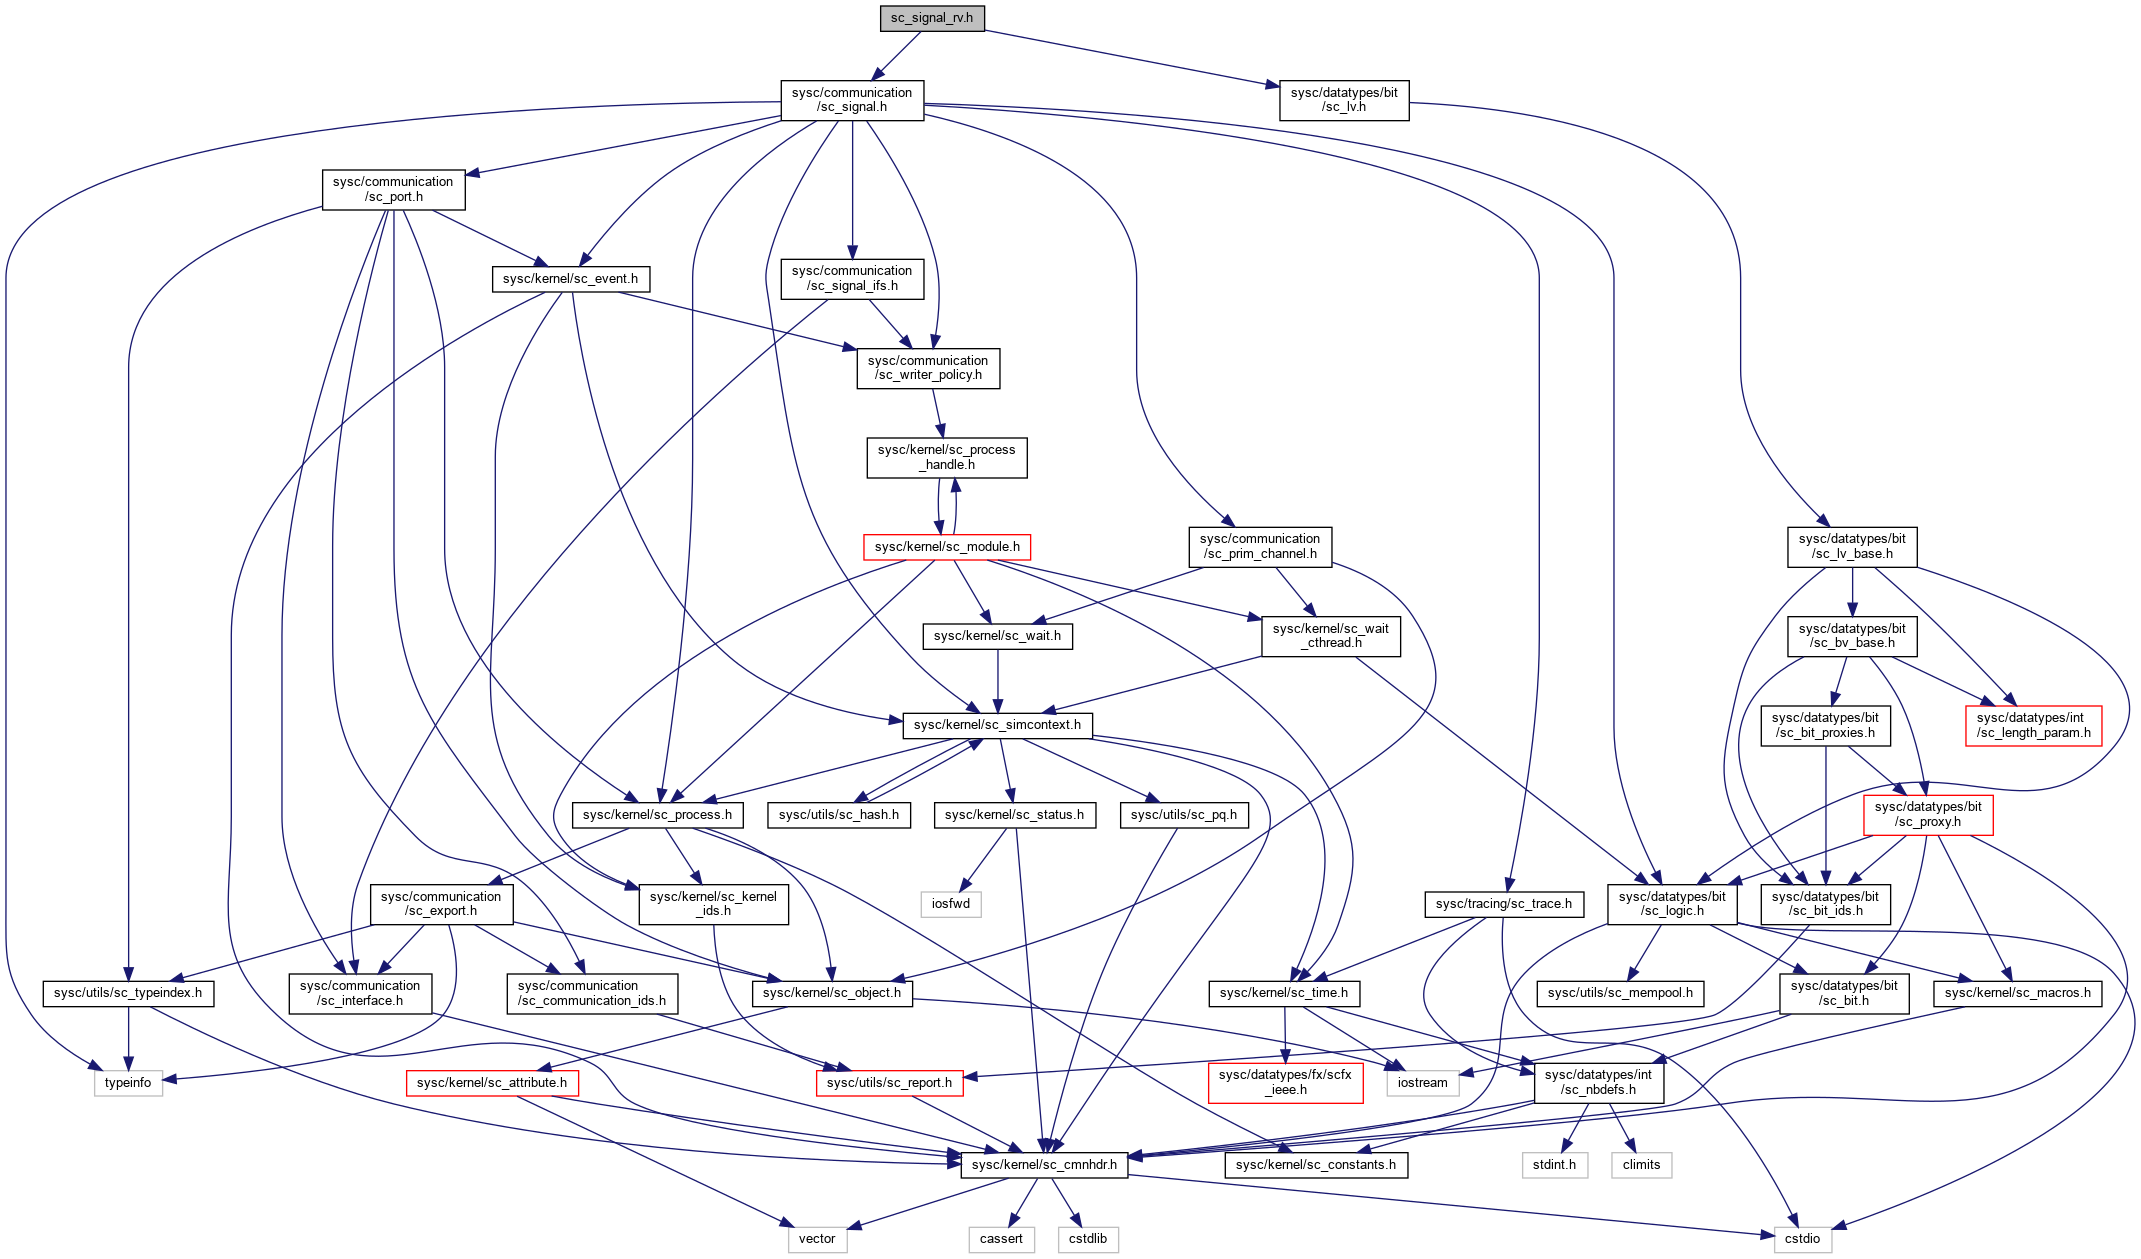 sc_signal_rv.h
sysc/communication
/sc_signal.h
sysc/datatypes/bit
/sc_lv.h
sysc/communication
/sc_port.h
sysc/kernel/sc_event.h
sysc/communication
/sc_signal_ifs.h
sysc/communication
/sc_writer_policy.h
sysc/kernel/sc_process
_handle.h
sysc/kernel/sc_module.h
sysc/communication
/sc_prim_channel.h
sysc/datatypes/bit
/sc_lv_base.h
sysc/kernel/sc_wait.h
sysc/kernel/sc_wait
_cthread.h
sysc/datatypes/bit
/sc_bv_base.h
sysc/kernel/sc_simcontext.h
sysc/datatypes/bit
/sc_bit_proxies.h
sysc/datatypes/int
/sc_length_param.h
sysc/kernel/sc_process.h
sysc/utils/sc_hash.h
sysc/kernel/sc_status.h
sysc/utils/sc_pq.h
sysc/datatypes/bit
/sc_proxy.h
sysc/communication
/sc_export.h
sysc/kernel/sc_kernel
_ids.h
iosfwd
sysc/tracing/sc_trace.h
sysc/datatypes/bit
/sc_logic.h
sysc/datatypes/bit
/sc_bit_ids.h
sysc/utils/sc_typeindex.h
sysc/communication
/sc_interface.h
sysc/communication
/sc_communication_ids.h
sysc/kernel/sc_object.h
sysc/kernel/sc_time.h
sysc/utils/sc_mempool.h
sysc/datatypes/bit
/sc_bit.h
sysc/kernel/sc_macros.h
typeinfo
sysc/kernel/sc_attribute.h
sysc/utils/sc_report.h
sysc/datatypes/fx/scfx
_ieee.h
iostream
sysc/datatypes/int
/sc_nbdefs.h
sysc/kernel/sc_cmnhdr.h
sysc/kernel/sc_constants.h
stdint.h
climits
vector
cassert
cstdlib
cstdio